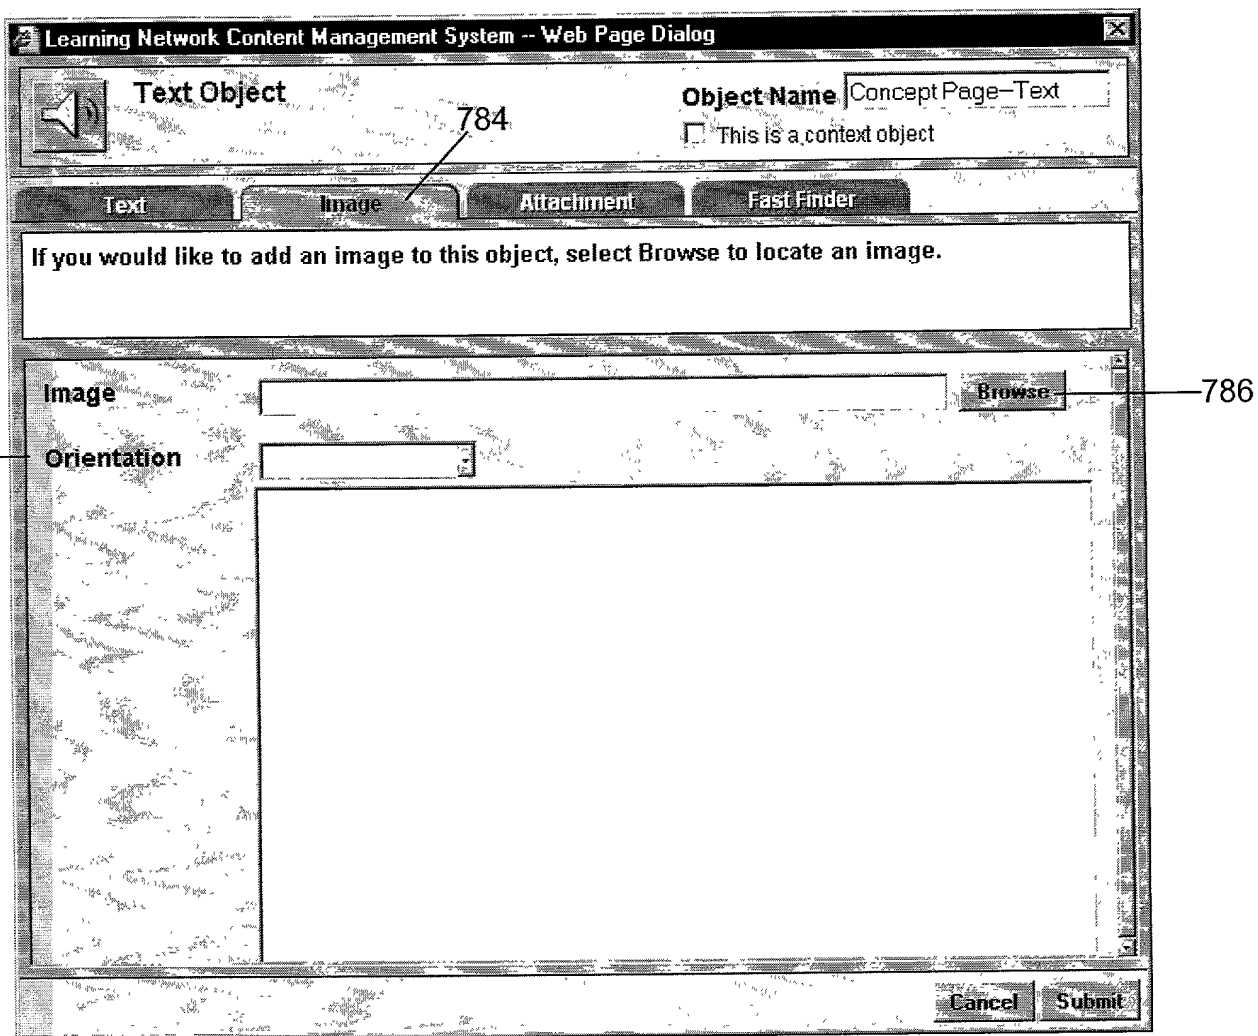 Learning Network Content Management System -- Web Page Dialog
Text Object
Object Name Concept Page–Text
This is a context object
784
Text Image Attachment Fast Finder
If you would like to add an image to this object, select Browse to locate an image.
Image Browse 786
Orientation
Cancel Submit